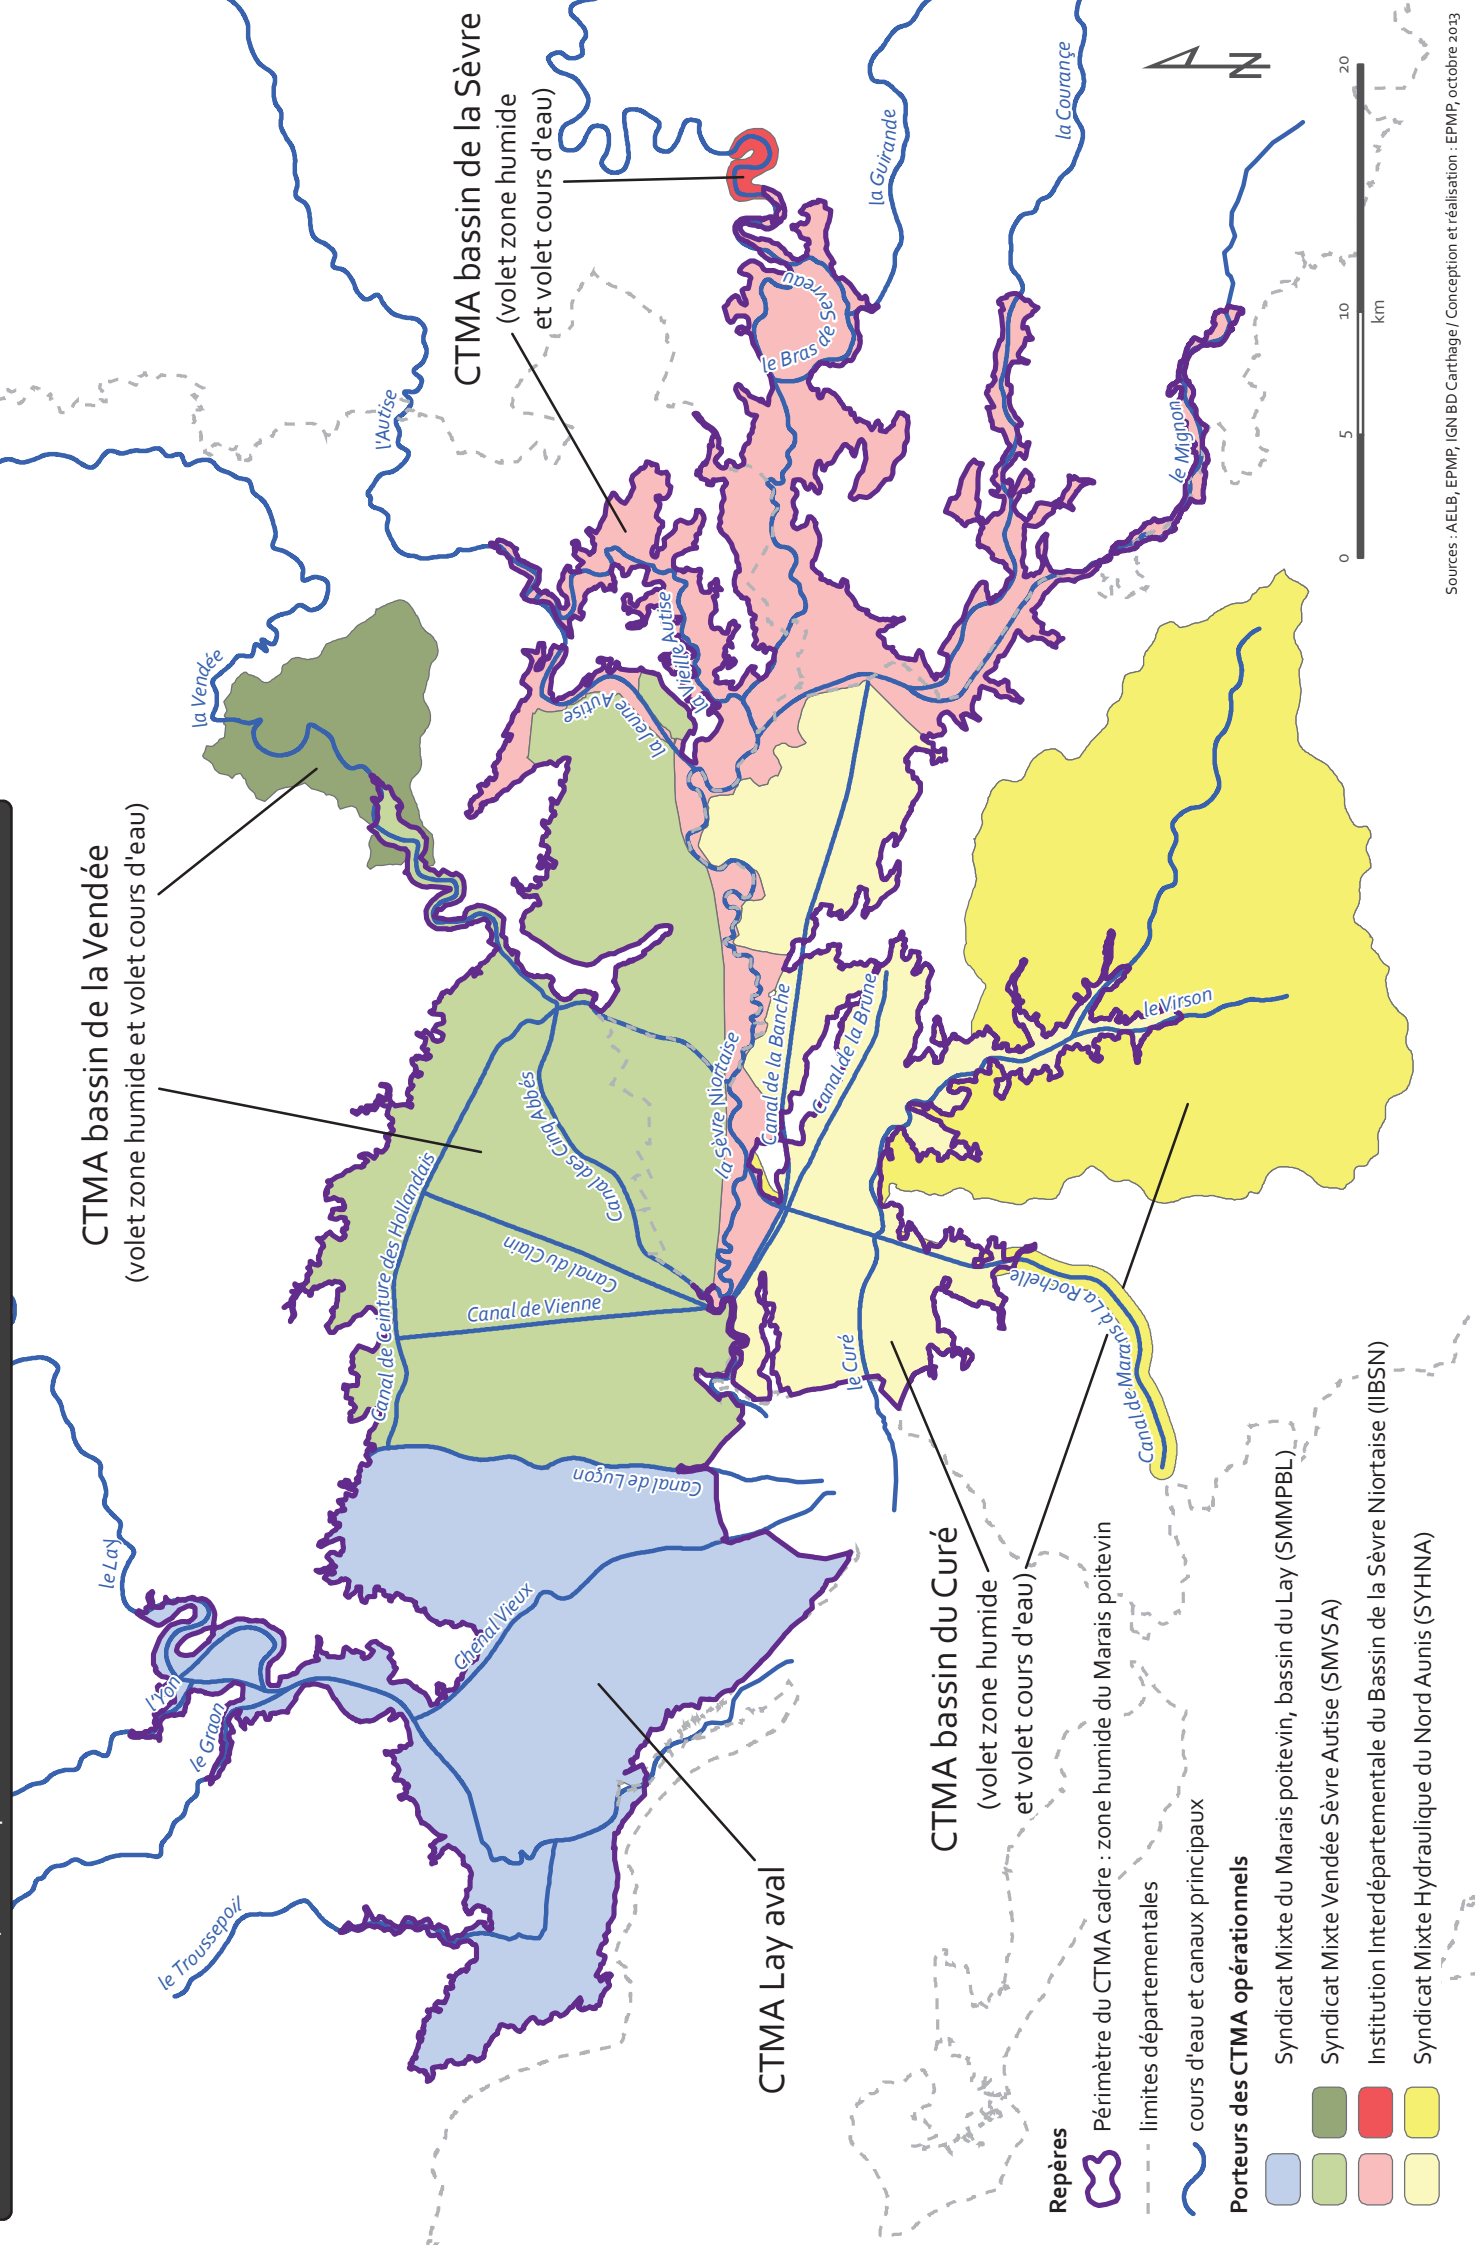 CTMA bassin de la Vendée
(volet zone humide et volet cours d'eau)
CTMA bassin de la Sèvre
(volet zone humide
et volet cours d'eau)
CTMA Lay aval
CTMA bassin du Curé
(volet zone humide
et volet cours d'eau)
le Lay
l'Yon
le Graon
le Troussepoil
Chenal Vieux
Canal de Luçon
Canal de Ceinture des Hollandais
Canal de Vienne
Canal du Clain
Canal des Cinq Abbés
la Vendée
l'Autise
la Jeune Autise
la Vieille Autise
la Sèvre Niortaise
le Bras de Sevreau
la Guirande
la Courance
le Mignon
Canal de la Banche
Canal de la Brune
le Curé
le Virson
Canal de Marans à La Rochelle
Repères
Périmètre du CTMA cadre : zone humide du Marais poitevin
limites départementales
cours d'eau et canaux principaux
Porteurs des CTMA opérationnels
Syndicat Mixte du Marais poitevin, bassin du Lay (SMMPBL)
Syndicat Mixte Vendée Sèvre Autise (SMVSA)
Institution Interdépartementale du Bassin de la Sèvre Niortaise (IIBSN)
Syndicat Mixte Hydraulique du Nord Aunis (SYHNA)
N
0 5 10 20
km
Sources : AELB, EPMP, IGN BD Carthage/ Conception et réalisation : EPMP, octobre 2013